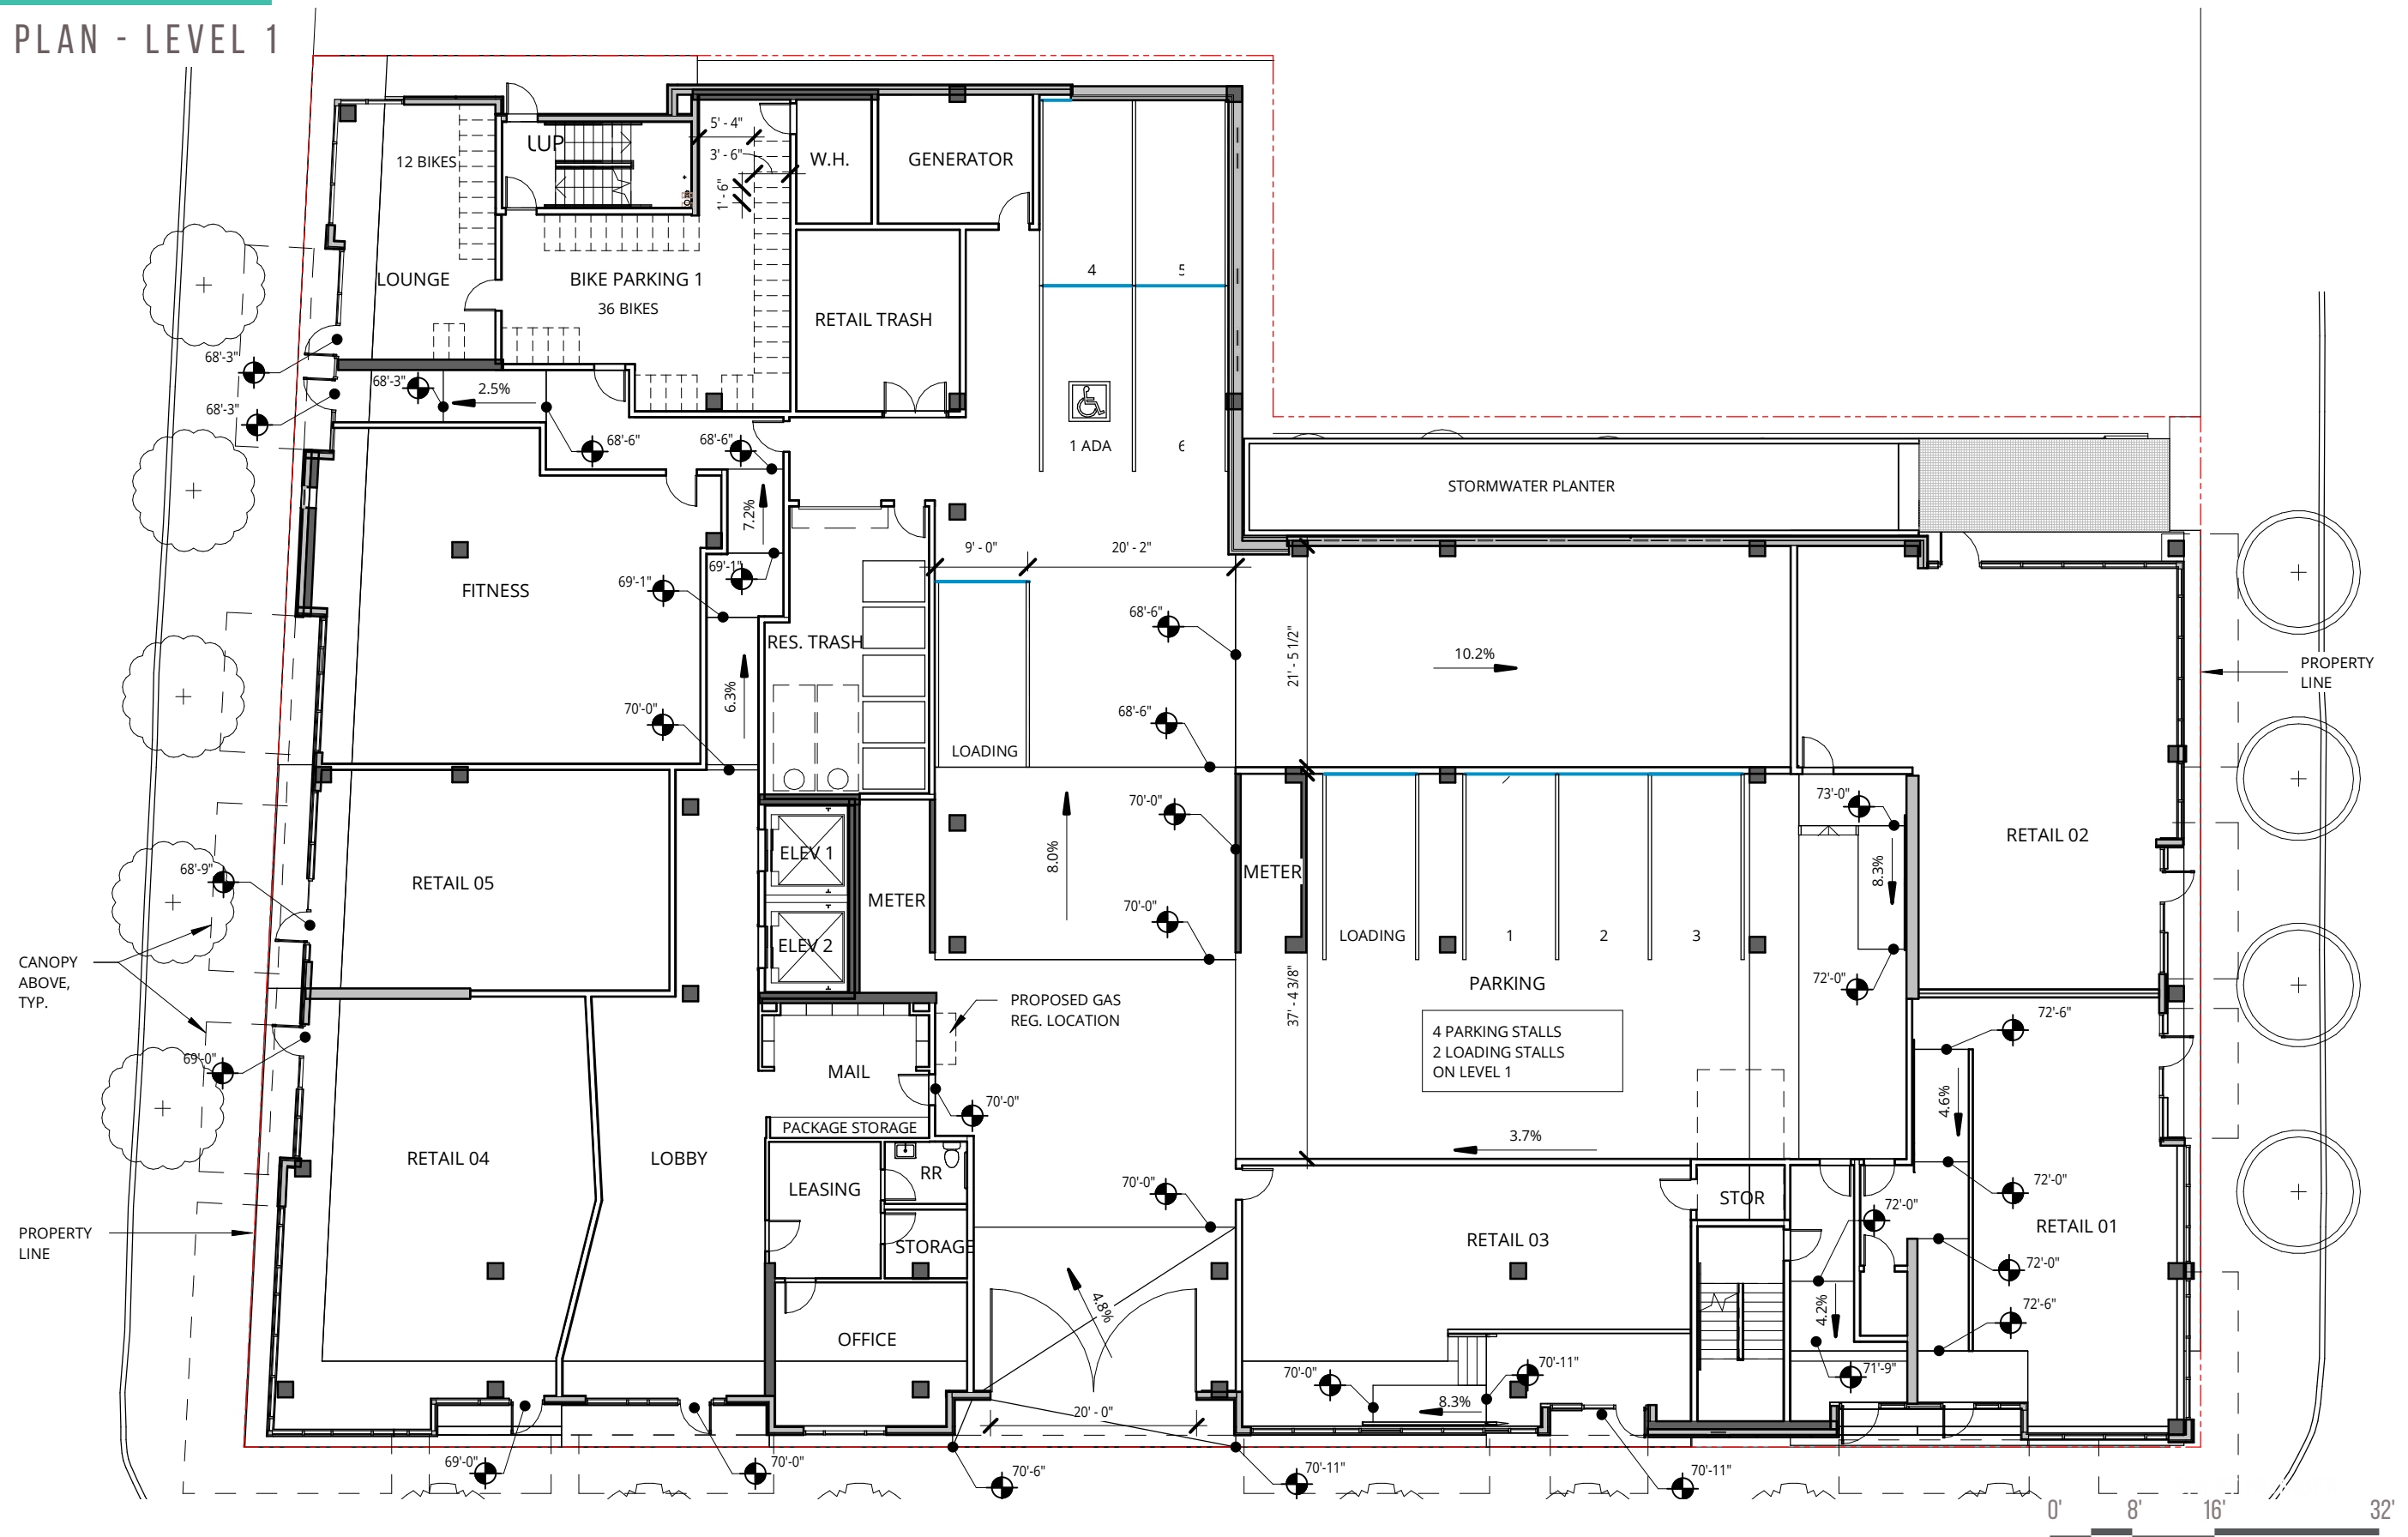 PLAN - LEVEL 1
UP
12 BIKES
5' - 4"
3' - 6"
1' - 6"
W.H.
GENERATOR
LOUNGE
BIKE PARKING 1
36 BIKES
RETAIL TRASH
4
5
68'-3"
68'-3"
68'-3"
2.5%
1 ADA
6
68'-6"
68'-6"
STORMWATER PLANTER
7.2%
9' - 0"
20' - 2"
69'-1"
69'-1"
FITNESS
RES. TRASH
68'-6"
21' - 5 1/2"
10.2%
PROPERTY
LINE
6.3%
70'-0"
68'-6"
LOADING
70'-0"
73'-0"
8.0%
ELEV 1
RETAIL 02
68'-9"
RETAIL 05
METER
METER
8.3%
70'-0"
ELEV 2
LOADING
1
2
3
CANOPY
ABOVE,
TYP.
72'-0"
PARKING
37' - 4 3/8"
PROPOSED GAS
REG. LOCATION
72'-6"
4 PARKING STALLS
2 LOADING STALLS
ON LEVEL 1
69'-0"
MAIL
70'-0"
4.6%
PACKAGE STORAGE
3.7%
RETAIL 04
LOBBY
RR
LEASING
70'-0"
STOR
72'-0"
72'-0"
RETAIL 01
PROPERTY
LINE
STORAGE
RETAIL 03
72'-0"
4.8%
4.2%
72'-6"
OFFICE
70'-0"
70'-11"
71'-9"
8.3%
20' - 0"
69'-0"
70'-0"
70'-6"
70'-11"
70'-11"
0'
8'
16'
32'